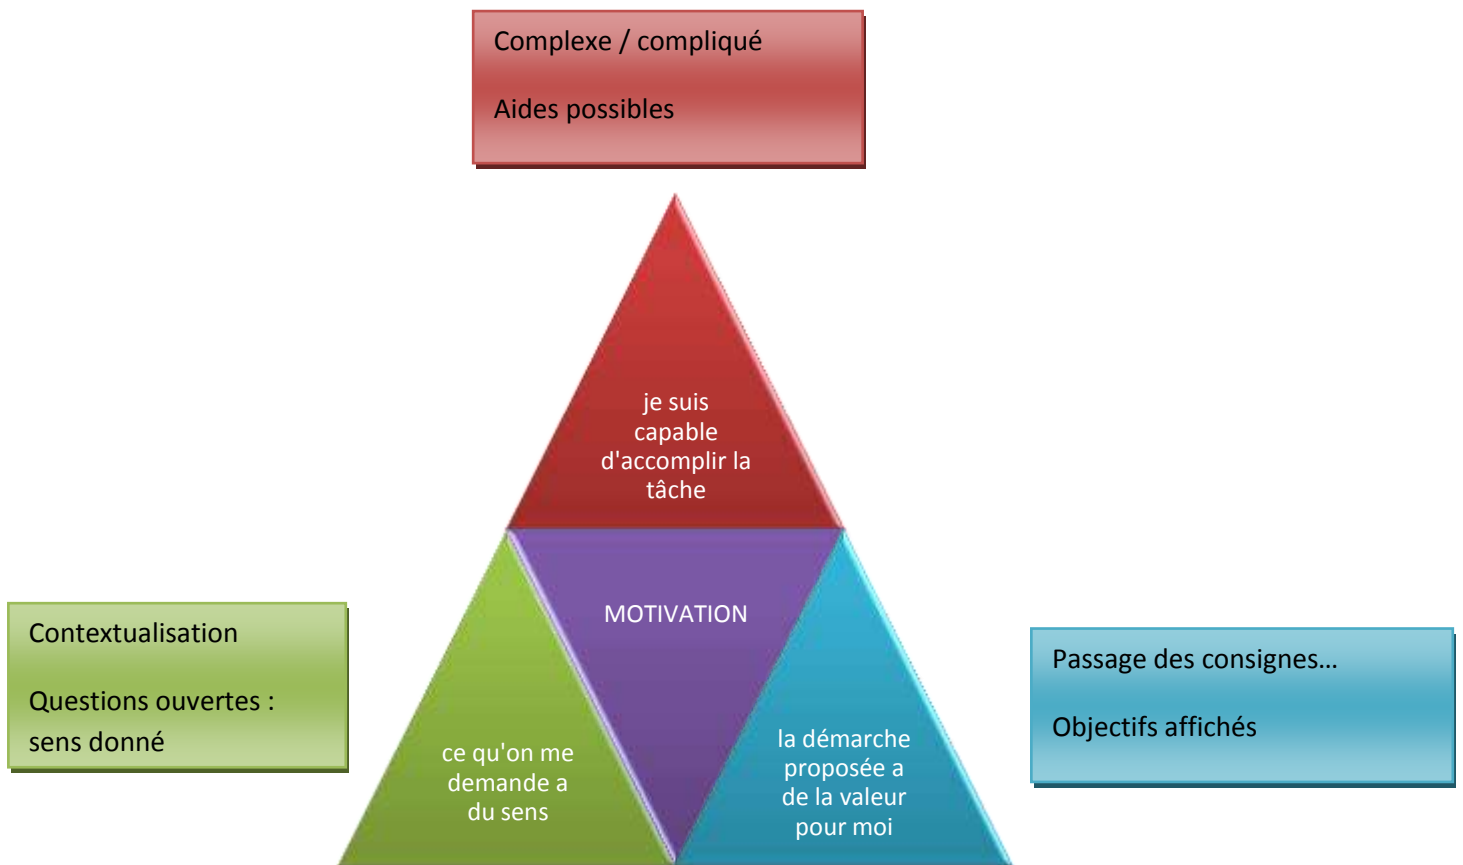 Complexe / compliqué
Aides possibles
je suis
capable
d'accomplir la
tâche
MOTIVATION
Contextualisation
Questions ouvertes :
sens donné
ce qu'on me
demande a
du sens
la démarche
proposée a
de la valeur
pour moi
Passage des consignes...
Objectifs affichés